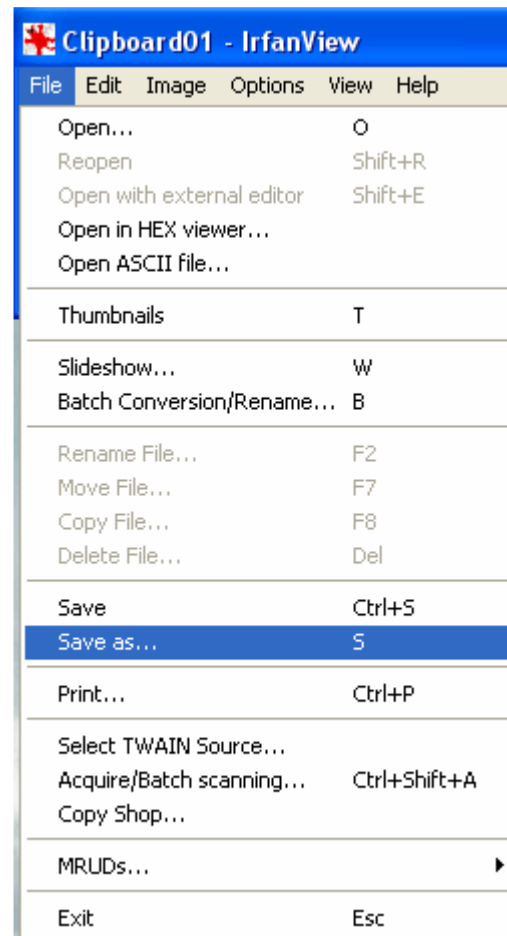 Clipboard01 - IrfanView
File Edit Image Options View Help
Open... O
Reopen Shift+R
Open with external editor Shift+E
Open in HEX viewer...
Open ASCII file...
Thumbnails T
Slideshow... W
Batch Conversion/Rename... B
Rename File... F2
Move File... F7
Copy File... F8
Delete File... Del
Save Ctrl+S
Save as... S
Print... Ctrl+P
Select TWAIN Source...
Acquire/Batch scanning... Ctrl+Shift+A
Copy Shop...
MRUDs...
Exit Esc